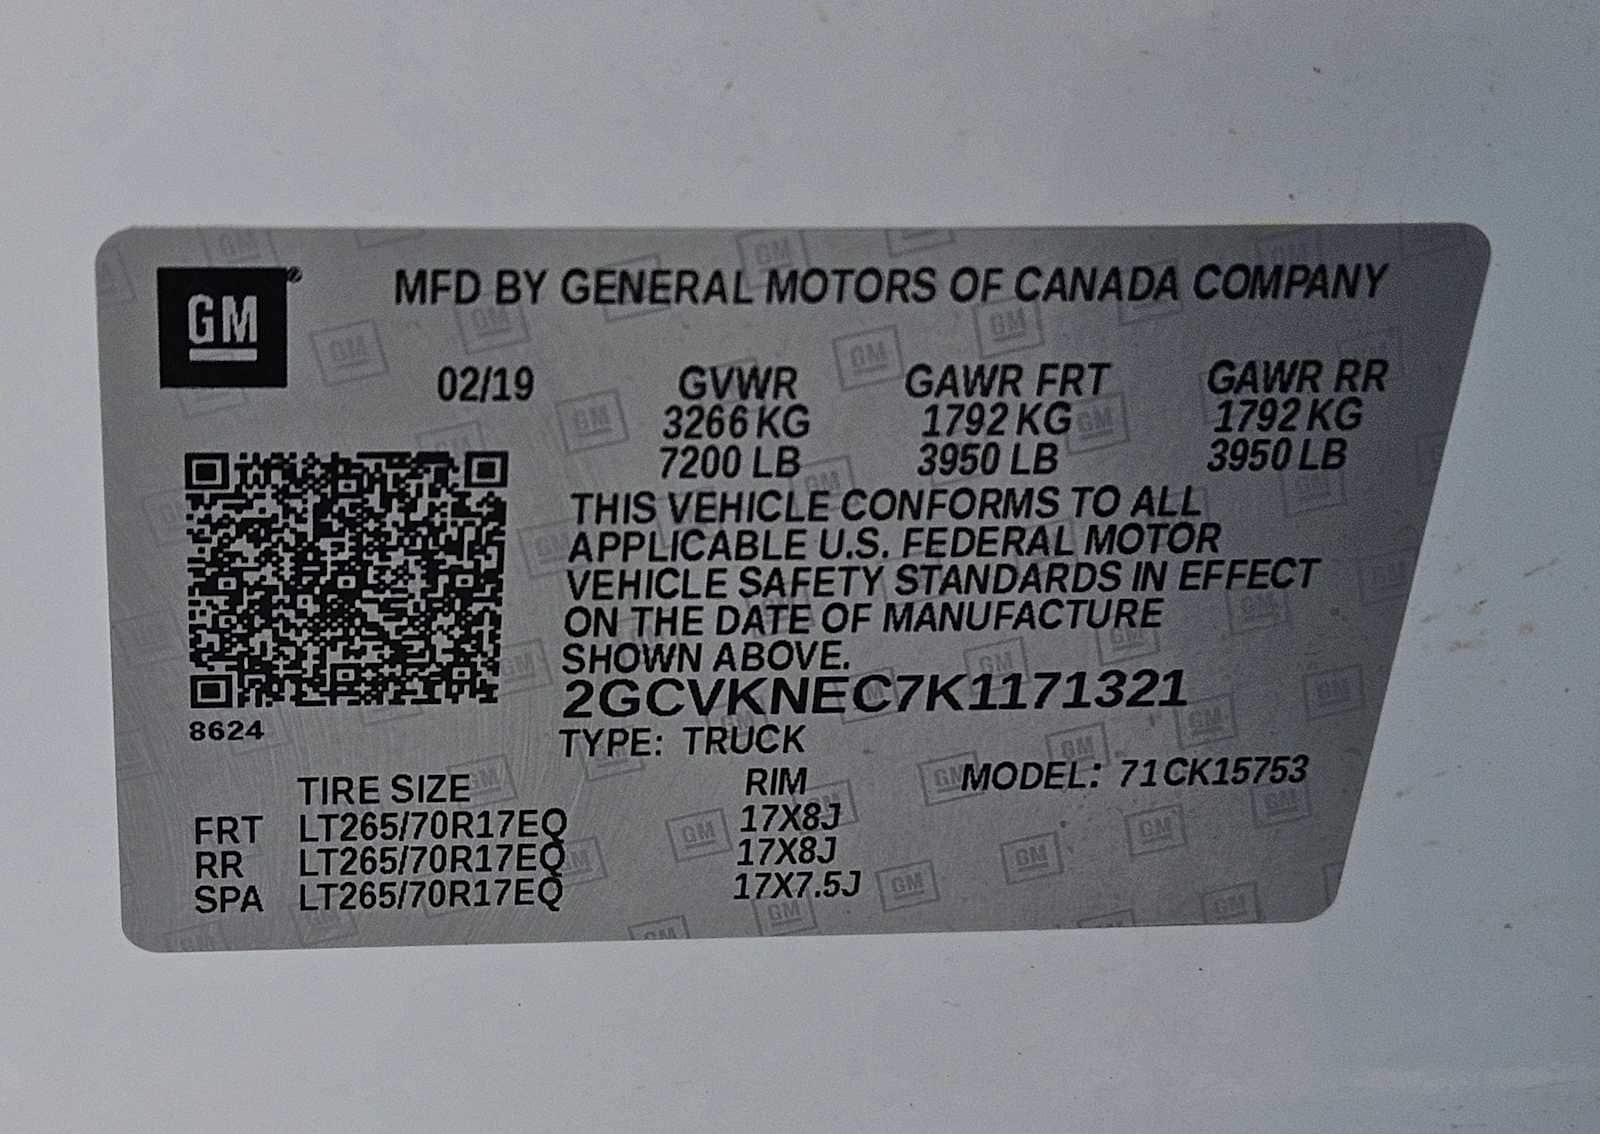 GM
MFD BY GENERAL MOTORS OF CANADA COMPANY
02/19 GVWR GAWR FRT GAWR RR
3266 KG 1792 KG 1792 KG
7200 LB 3950 LB 3950 LB
THIS VEHICLE CONFORMS TO ALL
APPLICABLE U.S. FEDERAL MOTOR
VEHICLE SAFETY STANDARDS IN EFFECT
ON THE DATE OF MANUFACTURE
SHOWN ABOVE.
2GCVKNEC7K1171321
8624
TYPE: TRUCK
TIRE SIZE RIM MODEL: 71CK15753
FRT LT265/70R17EQ 17X8J
RR LT265/70R17EQ 17X8J
SPA LT265/70R17EQ 17X7.5J